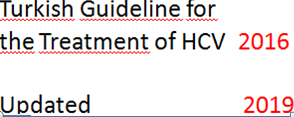 Turkish Guideline for
the Treatment of HCV 2016
Updated 2019